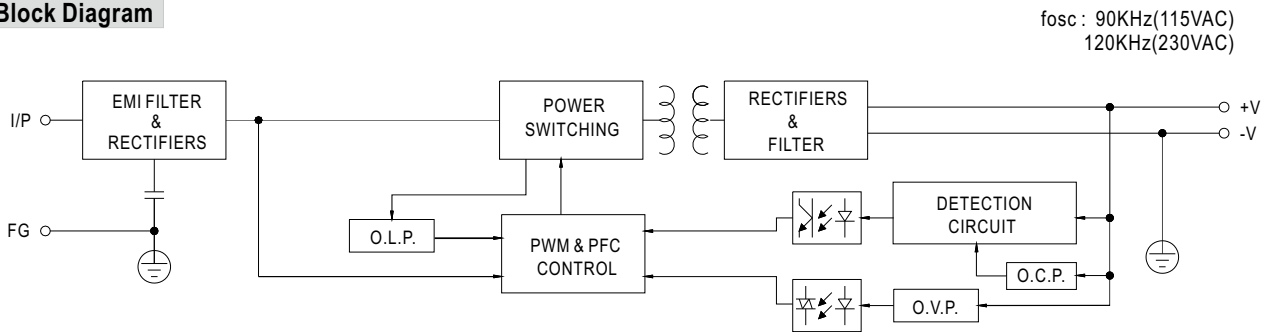 Block Diagram
fosc : 90KHz(115VAC)
120KHz(230VAC)
I/P
EMI FILTER
&
RECTIFIERS
POWER
SWITCHING
RECTIFIERS
&
FILTER
+V
-V
FG
O.L.P.
PWM & PFC
CONTROL
DETECTION
CIRCUIT
O.C.P.
O.V.P.